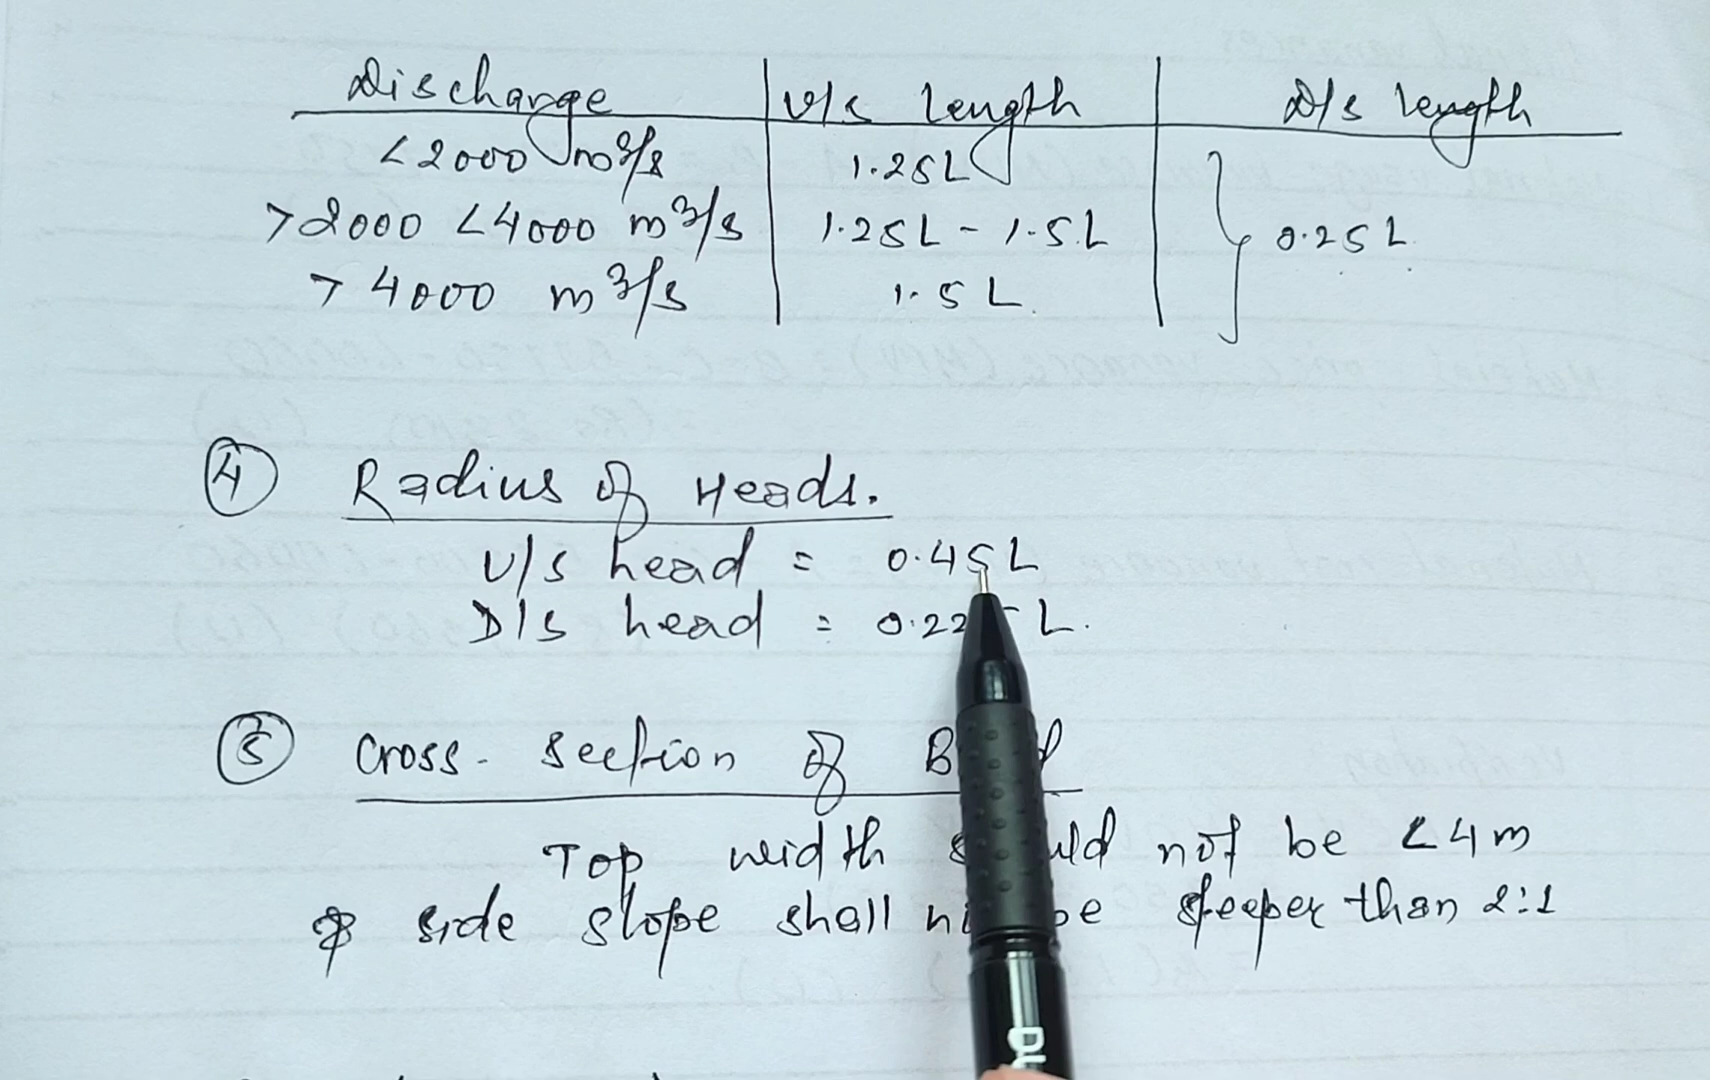 Discharge U/s Length D/s Length
<2000 m³/s 1.25L
>2000 <4000 m³/s 1.25L - 1.5L 0.25L
>4000 m³/s 1.5L
④ Radius of Heads.
U/s head = 0.45L
D/s head = 0.22 L.
⑤ Cross-section of
Top width not be <4m
& side slope shall be steeper than 2:1